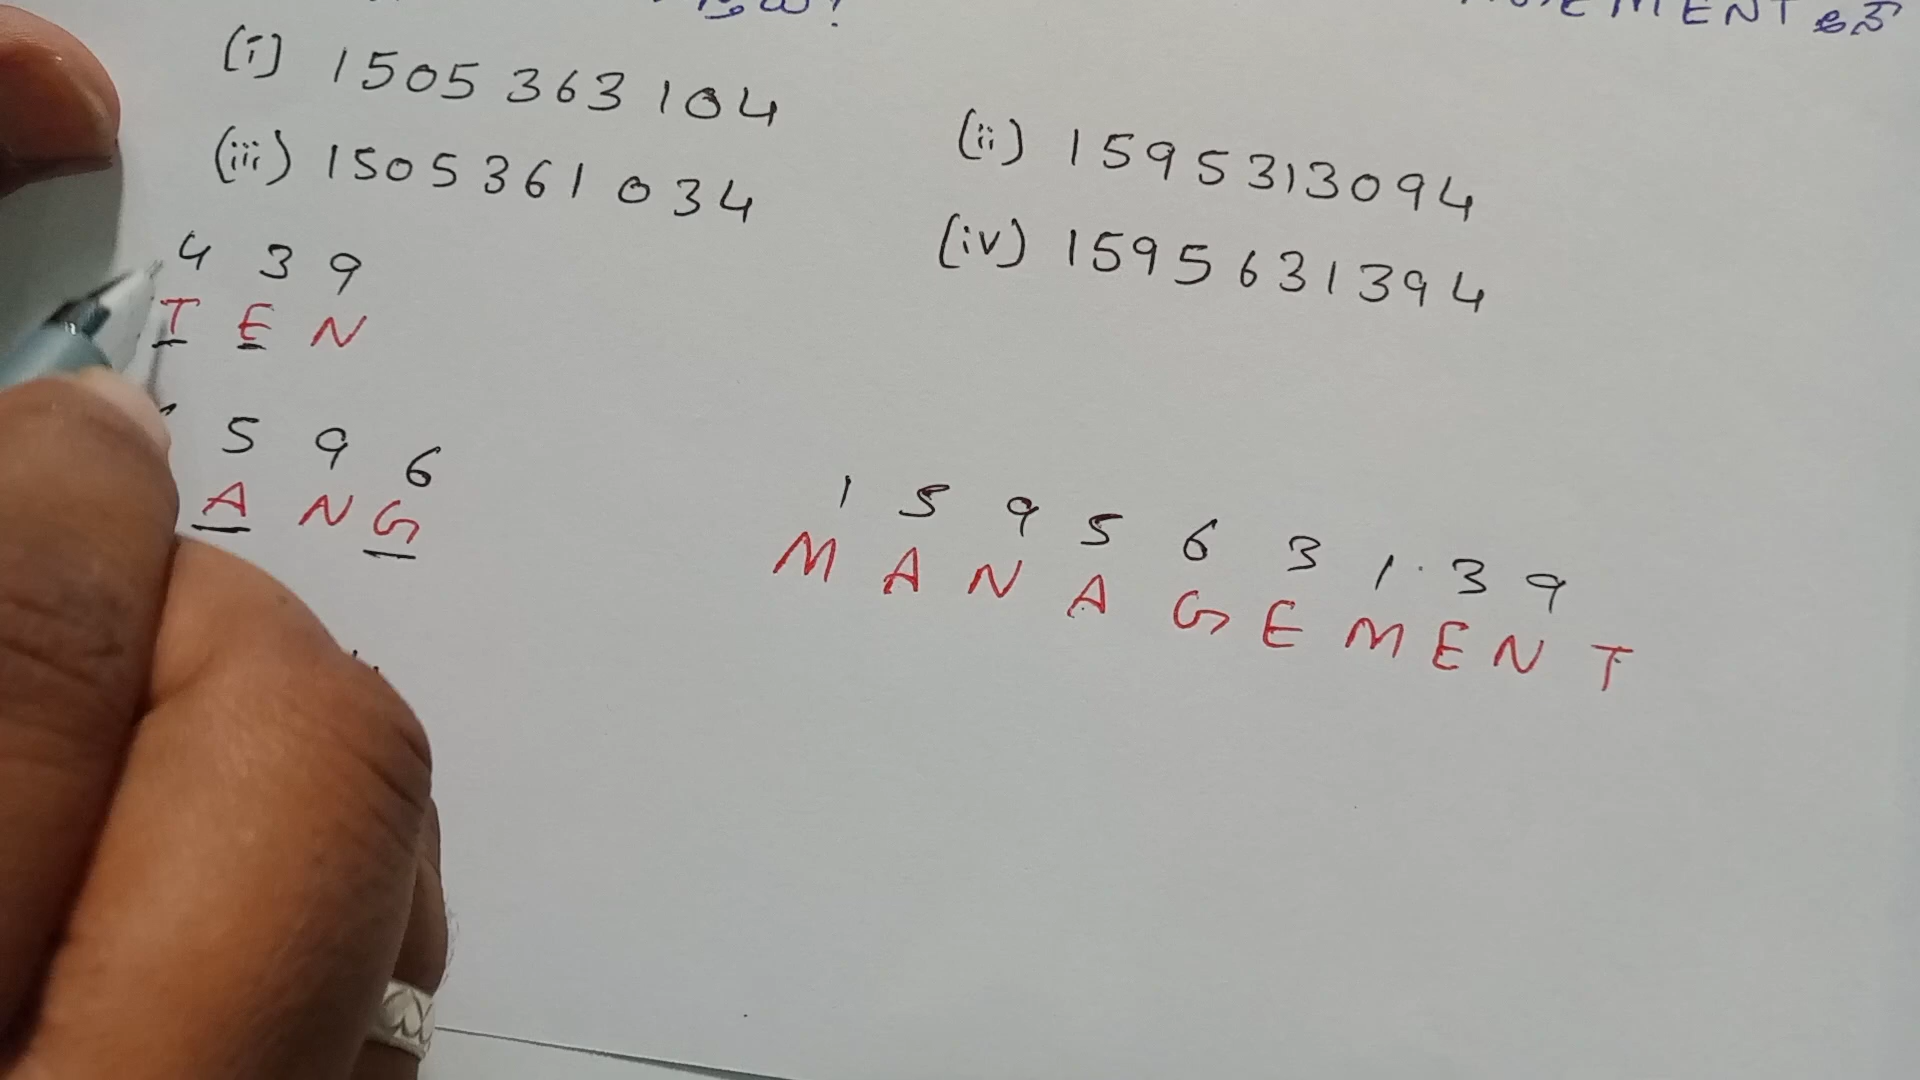 (i) 1505363104
(ii) 1595313094
(iii) 1505361034
(iv) 1595631394
4 3 9
T E N
5 9 6
A N G
1 5 9 5 6 3 1 3 9
M A N A G E M E N T